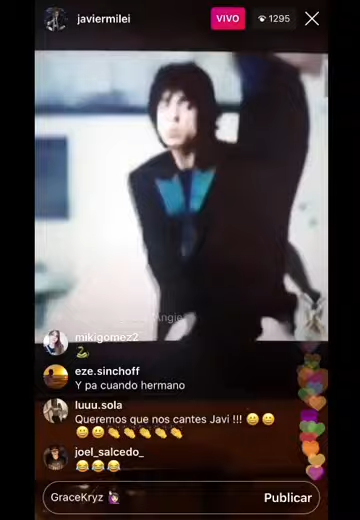 javiermilei
VIVO
1295
Angie
mikigomez2
🐍
eze.sinchoff
Y pa cuando hermano
luuu.sola
Queremos que nos cantes Javi !!! 😄 😄
😄 😄 👏 👏 👏 👏 👏
joel_salcedo_
😂😂😂
GraceKryz 🙋🏻‍♀️
Publicar